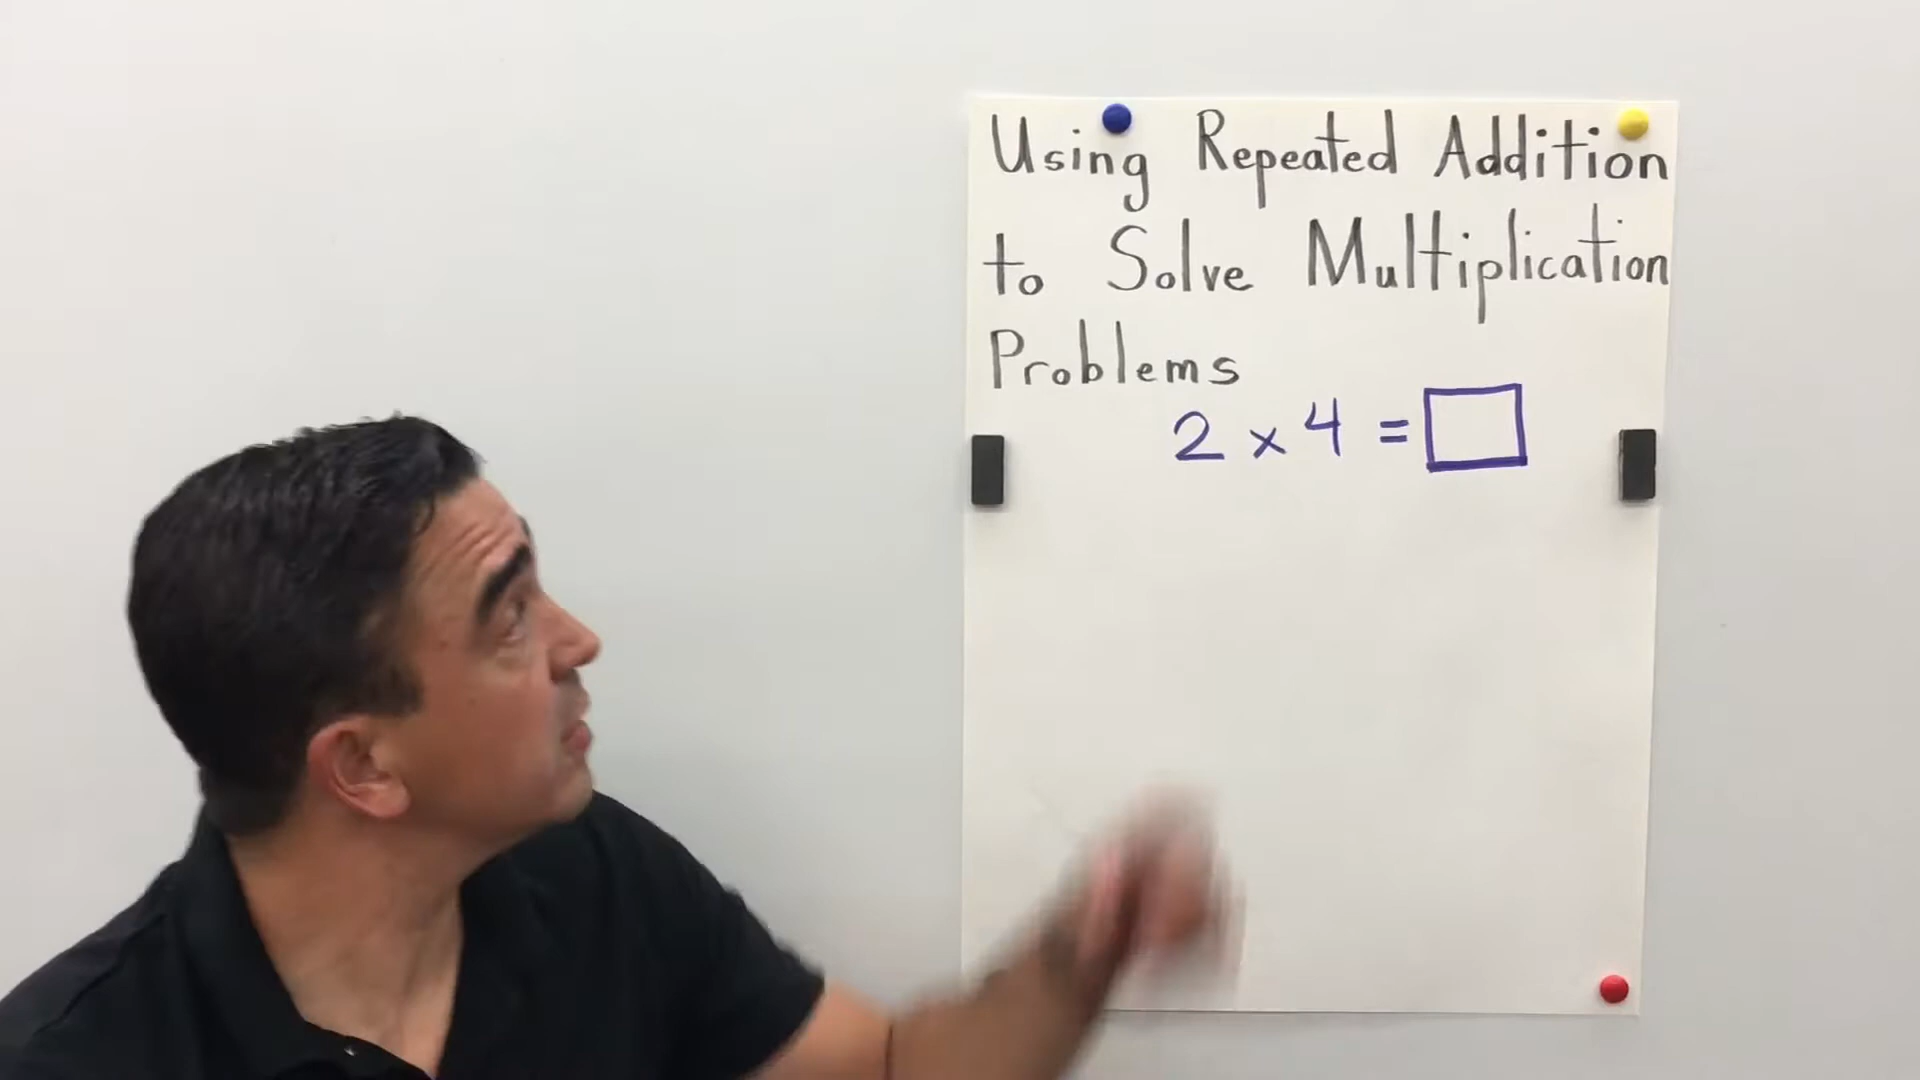 Using Repeated Addition
to Solve Multiplication
Problems
2 x 4 =